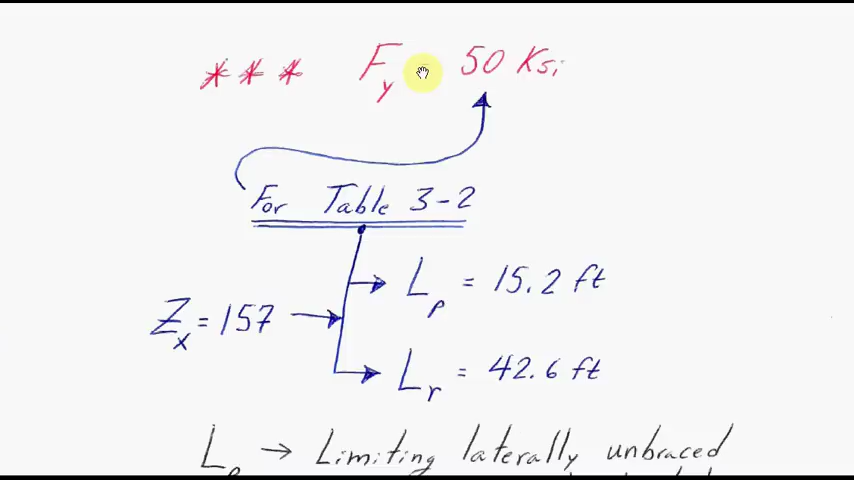 *** Fy 50 Ksi
For Table 3-2
Lp = 15.2 ft
Zx = 157
Lr = 42.6 ft
Lp → Limiting laterally unbraced